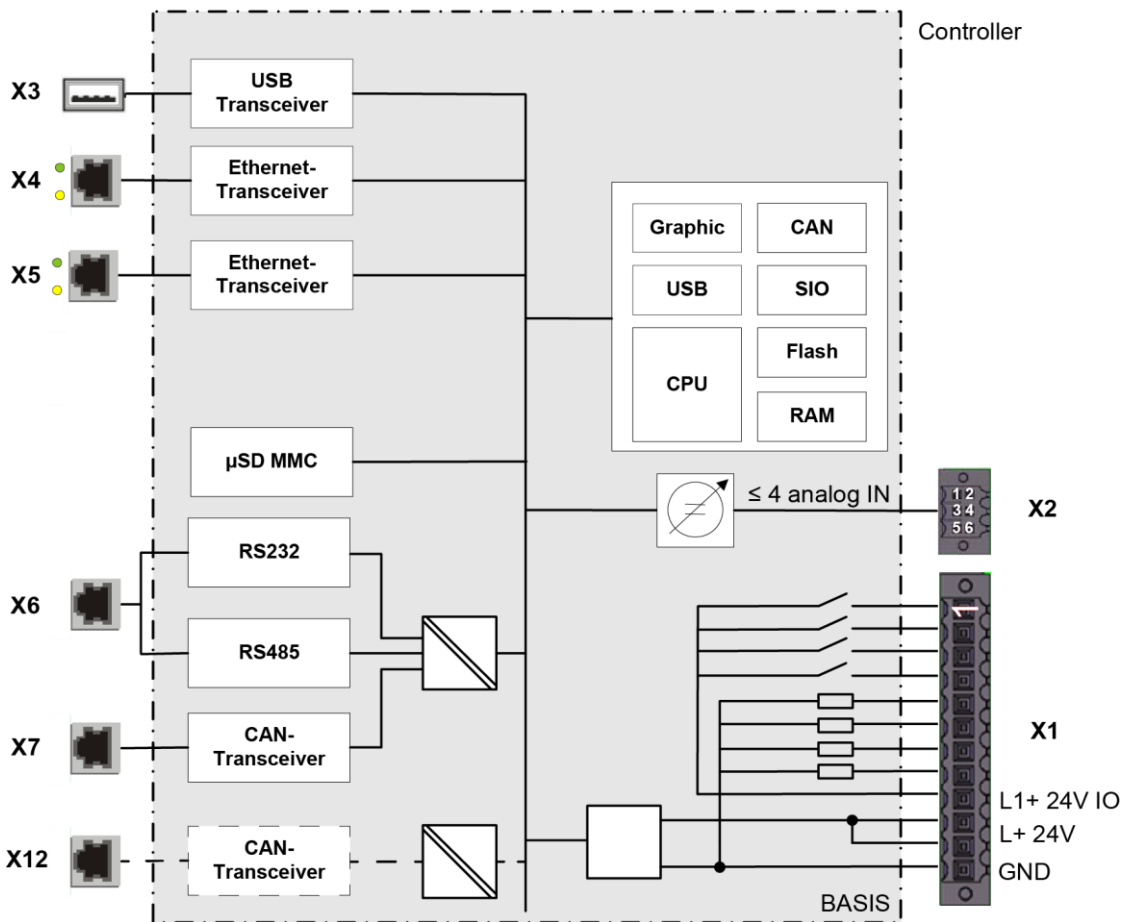 Controller
X3
USB
Transceiver
X4
Ethernet-
Transceiver
X5
Ethernet-
Transceiver
Graphic
CAN
USB
SIO
CPU
Flash
RAM
µSD MMC
≤ 4 analog IN
1 2
3 4
5 6
X2
RS232
X6
RS485
1
X7
CAN-
Transceiver
X1
L1+ 24V IO
L+ 24V
GND
X12
CAN-
Transceiver
BASIS